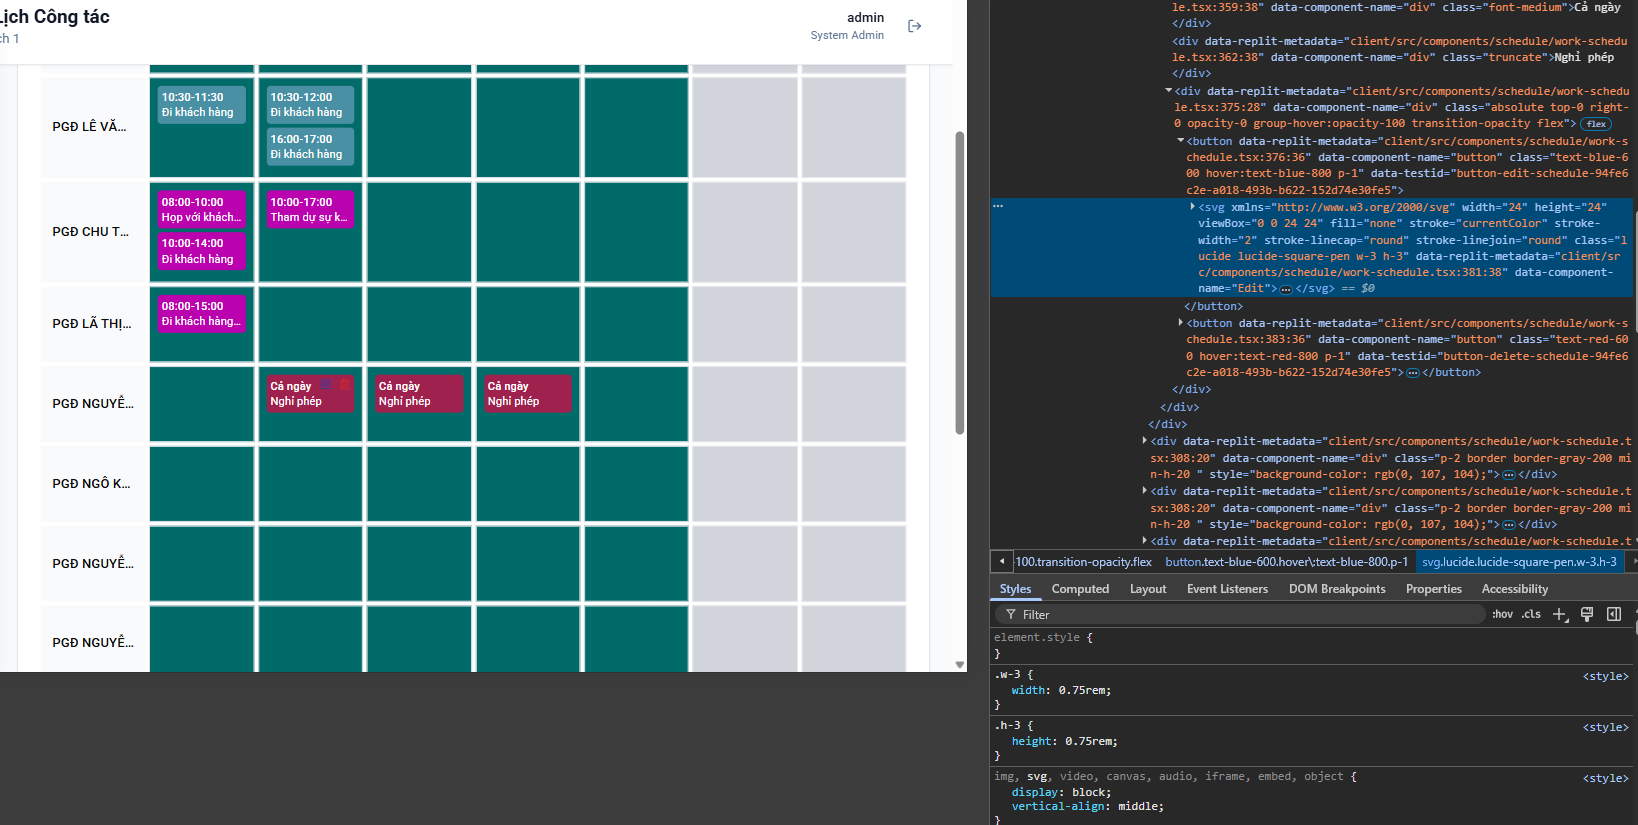 Lịch Công tác
ch 1
admin
System Admin
PGĐ LÊ VĂ...
10:30-11:30
Đi khách hàng
10:30-12:00
Đi khách hàng
16:00-17:00
Đi khách hàng
PGĐ CHU T...
08:00-10:00
Họp với khách...
10:00-14:00
Đi khách hàng
10:00-17:00
Tham dự sự k...
PGĐ LÃ THỊ...
08:00-15:00
Đi khách hàng...
PGĐ NGUYỄ...
Cả ngày
Nghỉ phép
Cả ngày
Nghỉ phép
Cả ngày
Nghỉ phép
PGĐ NGÔ K...
PGĐ NGUYỄ...
PGĐ NGUYỄ...
le.tsx:359:38" data-component-name="div" class="font-medium">Cả ngày
</div>
<div data-replit-metadata="client/src/components/schedule/work-schedu
le.tsx:362:38" data-component-name="div" class="truncate">Nghỉ phép
</div>
<div data-replit-metadata="client/src/components/schedule/work-schedu
le.tsx:375:28" data-component-name="div" class="absolute top-0 right-
0 opacity-0 group-hover:opacity-100 transition-opacity flex"> flex
<button data-replit-metadata="client/src/components/schedule/work-s
chedule.tsx:376:36" data-component-name="button" class="text-blue-6
00 hover:text-blue-800 p-1" data-testid="button-edit-schedule-94fe6
c2e-a018-493b-b622-152d74e30fe5">
... <svg xmlns="http://www.w3.org/2000/svg" width="24" height="24"
viewBox="0 0 24 24" fill="none" stroke="currentColor" stroke-
width="2" stroke-linecap="round" stroke-linejoin="round" class="l
ucide lucide-square-pen w-3 h-3" data-replit-metadata="client/sr
c/components/schedule/work-schedule.tsx:381:38" data-component-
name="Edit"> ... </svg> == $0
</button>
<button data-replit-metadata="client/src/components/schedule/work-s
chedule.tsx:383:36" data-component-name="button" class="text-red-60
0 hover:text-red-800 p-1" data-testid="button-delete-schedule-94fe6
c2e-a018-493b-b622-152d74e30fe5"> ... </button>
</div>
</div>
</div>
<div data-replit-metadata="client/src/components/schedule/work-schedule.t
sx:308:20" data-component-name="div" class="p-2 border border-gray-200 mi
n-h-20 " style="background-color: rgb(0, 107, 104);"> ... </div>
<div data-replit-metadata="client/src/components/schedule/work-schedule.t
sx:308:20" data-component-name="div" class="p-2 border border-gray-200 mi
n-h-20 " style="background-color: rgb(0, 107, 104);"> ... </div>
<div data-replit-metadata="client/src/components/schedule/work-schedule.t
-100.transition-opacity.flex button.text-blue-600.hover\:text-blue-800.p-1 svg.lucide.lucide-square-pen.w-3.h-3
Styles Computed Layout Event Listeners DOM Breakpoints Properties Accessibility
Filter :hov .cls
element.style {
}
.w-3 { <style>
width: 0.75rem;
}
.h-3 { <style>
height: 0.75rem;
}
img, svg, video, canvas, audio, iframe, embed, object { <style>
display: block;
vertical-align: middle;
}